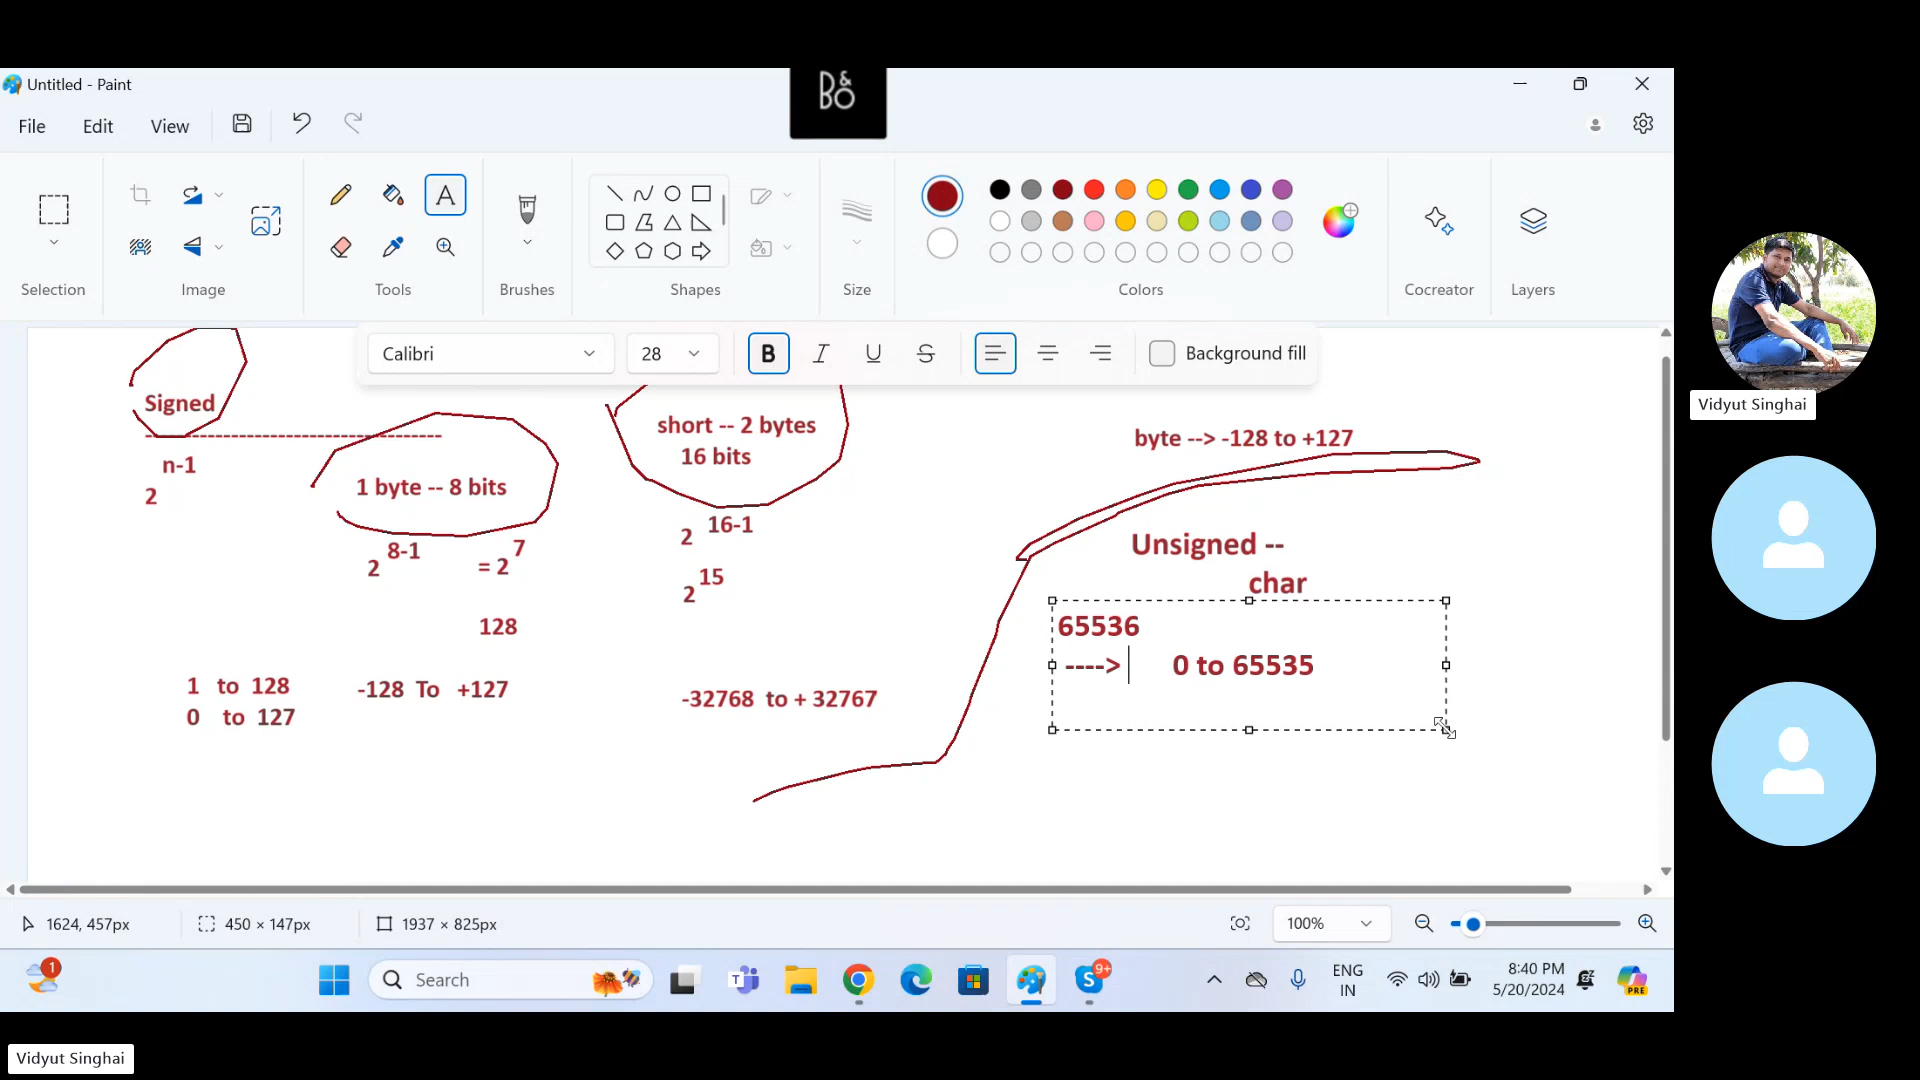 Untitled - Paint
B&O
File Edit View
Selection Image Tools Brushes Shapes Size Colors Cocreator Layers
Calibri 28 B I U S Background fill
Signed
------------------------------------
n-1
2
1 byte -- 8 bits
8-1 7
2 = 2
128
1 to 128
0 to 127
-128 To +127
short -- 2 bytes
16 bits
16-1
2
15
2
-32768 to + 32767
byte --> -128 to +127
Unsigned --
char
65536
----> 0 to 65535
1624, 457px 450 × 147px 1937 × 825px 100%
1
Search
T
S
9+
ENG
IN
8:40 PM
5/20/2024
PRE
Vidyut Singhai
Vidyut Singhai